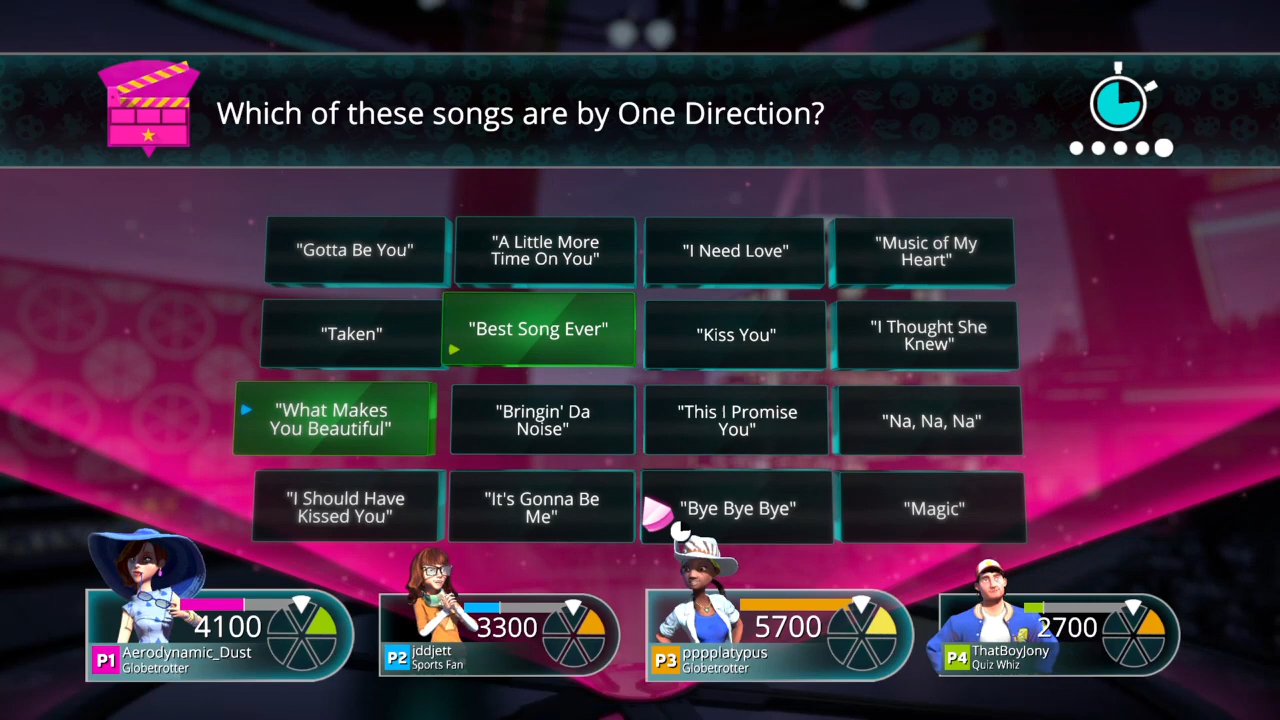 Which of these songs are by One Direction?
"Gotta Be You"
"A Little More
Time On You"
"I Need Love"
"Music of My
Heart"
"Taken"
"Best Song Ever"
"Kiss You"
"I Thought She
Knew"
"What Makes
You Beautiful"
"Bringin' Da
Noise"
"This I Promise
You"
"Na, Na, Na"
"I Should Have
Kissed You"
"It's Gonna Be
Me"
"Bye Bye Bye"
"Magic"
4100
P1 Aerodynamic_Dust
Globetrotter
3300
P2 jddjett
Sports Fan
5700
P3 pppplatypus
Globetrotter
2700
P4 ThatBoyJony
Quiz Whiz